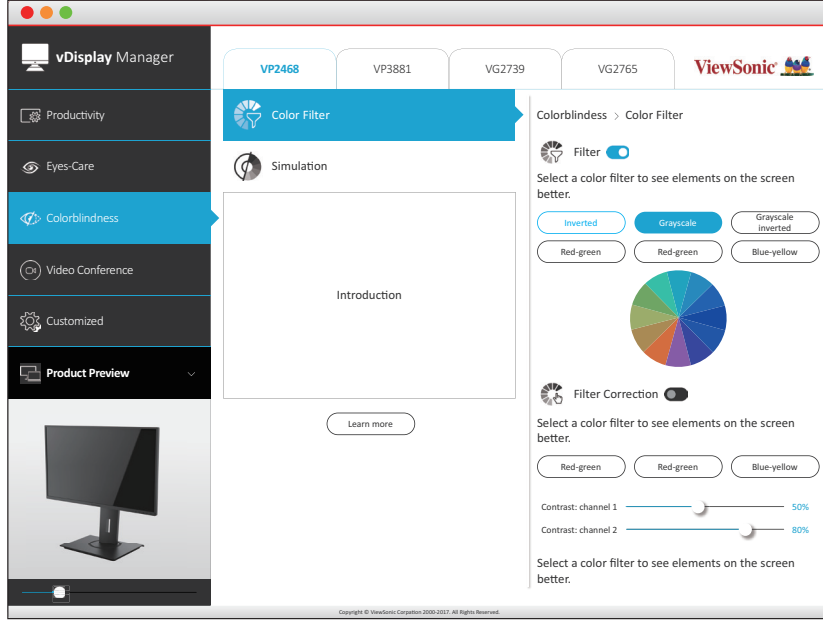 vDisplay Manager
VP2468
VP3881
VG2739
VG2765
ViewSonic
Productivity
Eyes-Care
Colorblindness
Video Conference
Customized
Product Preview
Color Filter
Simulation
Introduction
Learn more
Colorblindness > Color Filter
Filter
Select a color filter to see elements on the screen
better.
Inverted
Grayscale
Grayscale
inverted
Red-green
Red-green
Blue-yellow
Filter Correction
Select a color filter to see elements on the screen
better.
Red-green
Red-green
Blue-yellow
Contrast: channel 1
50%
Contrast: channel 2
80%
Select a color filter to see elements on the screen
better.
Copyright © ViewSonic Corpation 2000-2017. All Rights Reserved.